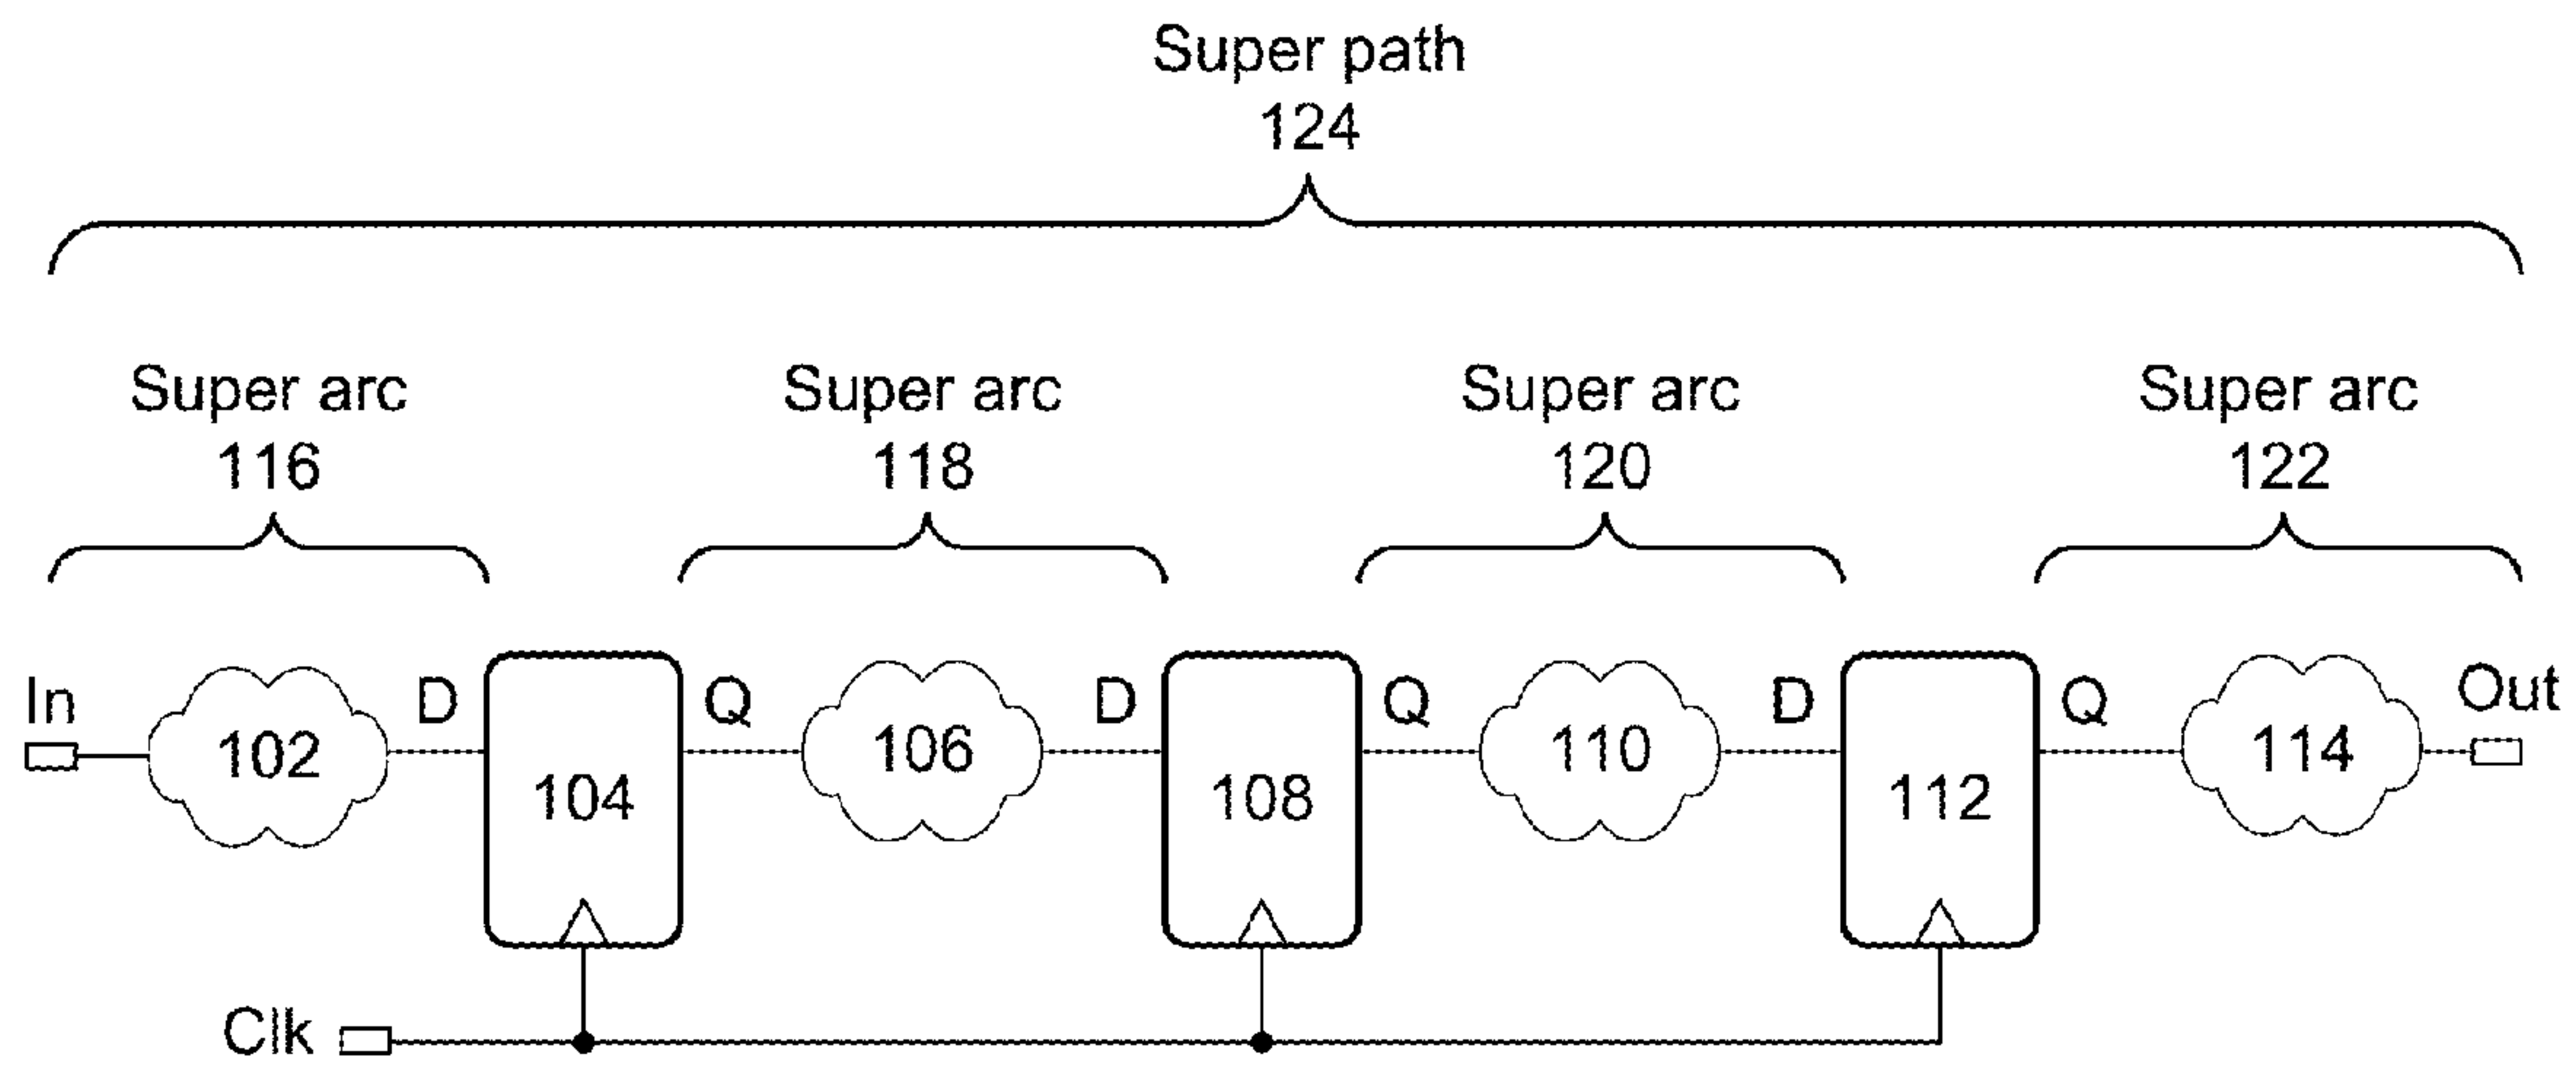 Super path
124
Super arc
116
Super arc
118
Super arc
120
Super arc
122
In
102
D
104
Q
106
D
108
Q
110
D
112
Q
114
Out
Clk